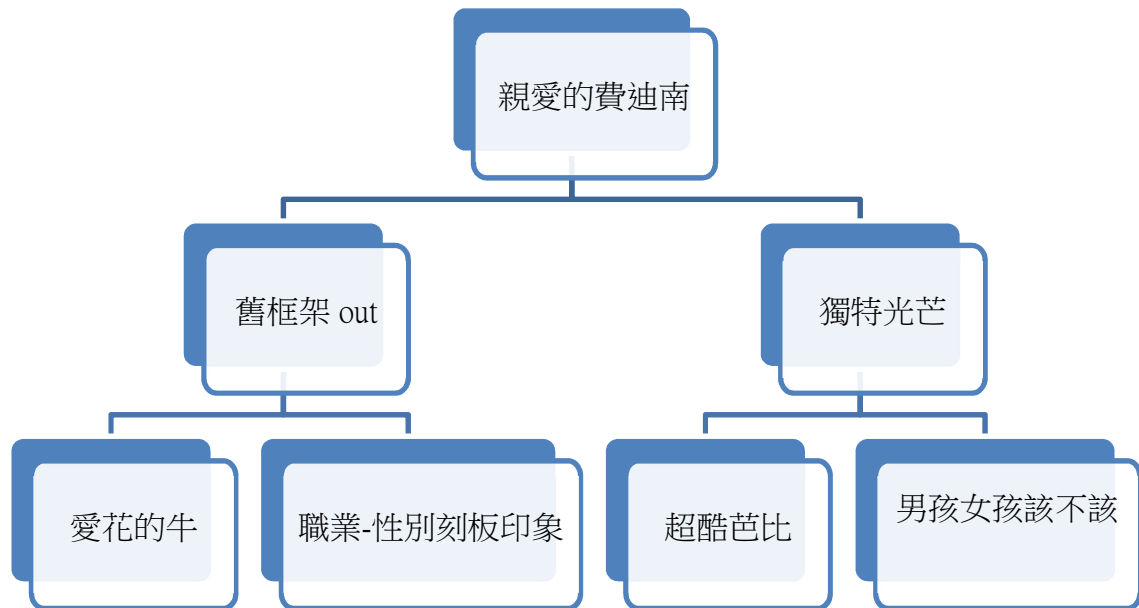 親愛的費迪南
舊框架 out
獨特光芒
愛花的牛
職業-性別刻板印象
超酷芭比
男孩女孩該不該